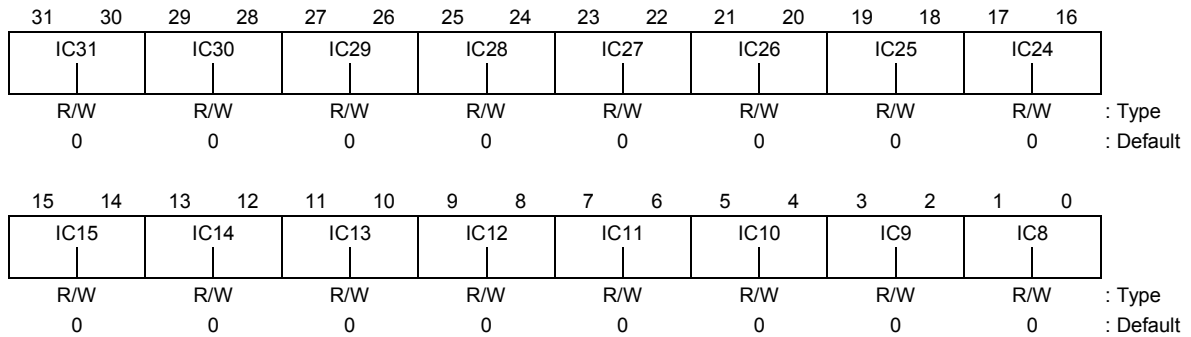 31 30 29 28 27 26 25 24 23 22 21 20 19 18 17 16
IC31 IC30 IC29 IC28 IC27 IC26 IC25 IC24
R/W R/W R/W R/W R/W R/W R/W R/W : Type
0 0 0 0 0 0 0 0 : Default
15 14 13 12 11 10 9 8 7 6 5 4 3 2 1 0
IC15 IC14 IC13 IC12 IC11 IC10 IC9 IC8
R/W R/W R/W R/W R/W R/W R/W R/W : Type
0 0 0 0 0 0 0 0 : Default